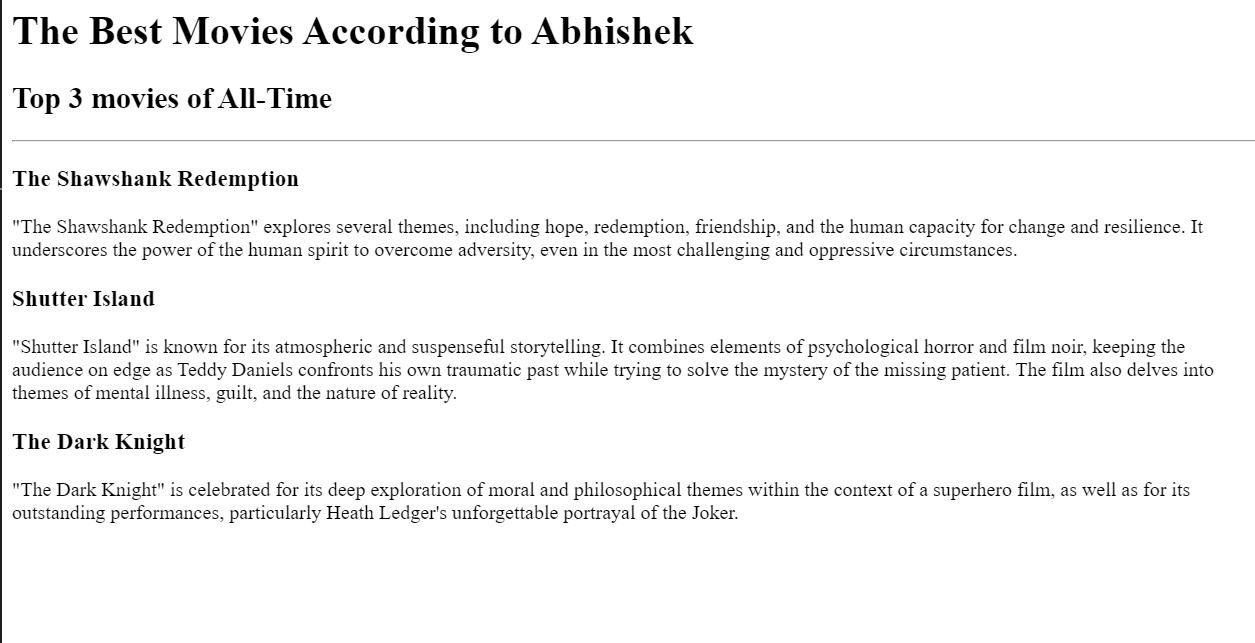 The Best Movies According to Abhishek
Top 3 movies of All-Time
The Shawshank Redemption
"The Shawshank Redemption" explores several themes, including hope, redemption, friendship, and the human capacity for change and resilience. It
underscores the power of the human spirit to overcome adversity, even in the most challenging and oppressive circumstances.
Shutter Island
"Shutter Island" is known for its atmospheric and suspenseful storytelling. It combines elements of psychological horror and film noir, keeping the
audience on edge as Teddy Daniels confronts his own traumatic past while trying to solve the mystery of the missing patient. The film also delves into
themes of mental illness, guilt, and the nature of reality.
The Dark Knight
"The Dark Knight" is celebrated for its deep exploration of moral and philosophical themes within the context of a superhero film, as well as for its
outstanding performances, particularly Heath Ledger's unforgettable portrayal of the Joker.